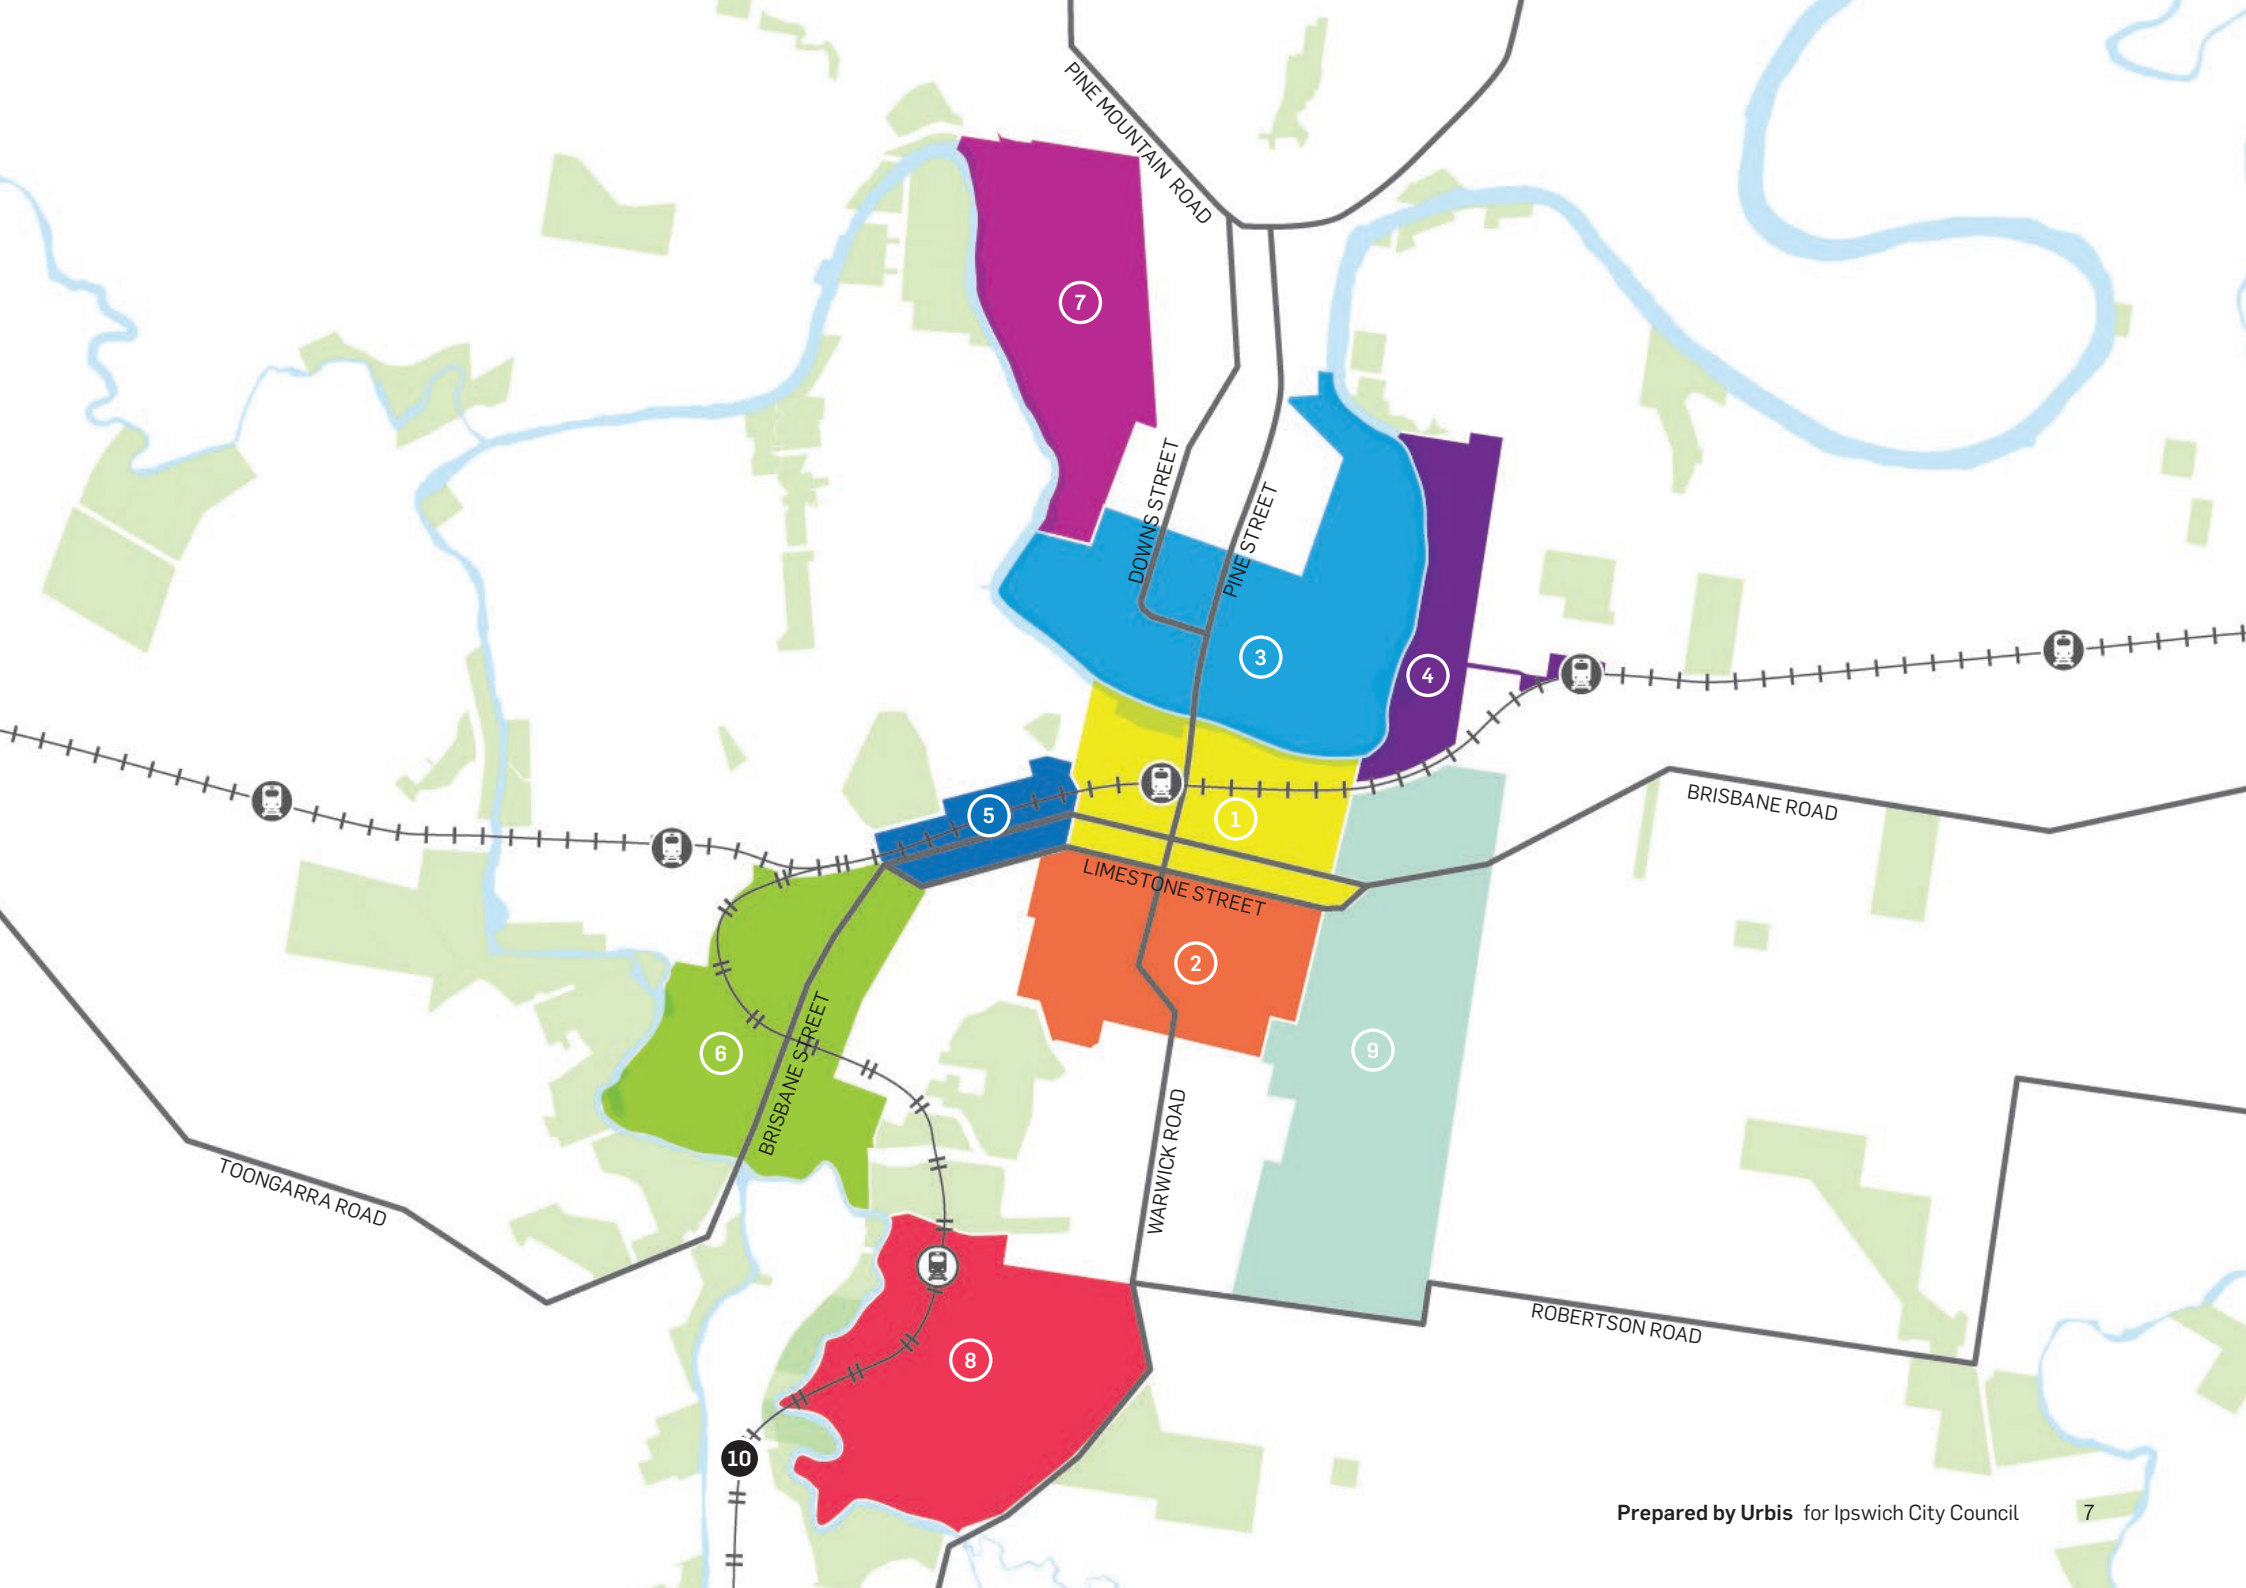 PINE MOUNTAIN ROAD
7
DOWNS STREET
PINE STREET
3
4
5
1
BRISBANE ROAD
LIMESTONE STREET
2
6
BRISBANE STREET
9
WARWICK ROAD
TOONGARRA ROAD
ROBERTSON ROAD
8
10
Prepared by Urbis for Ipswich City Council 7